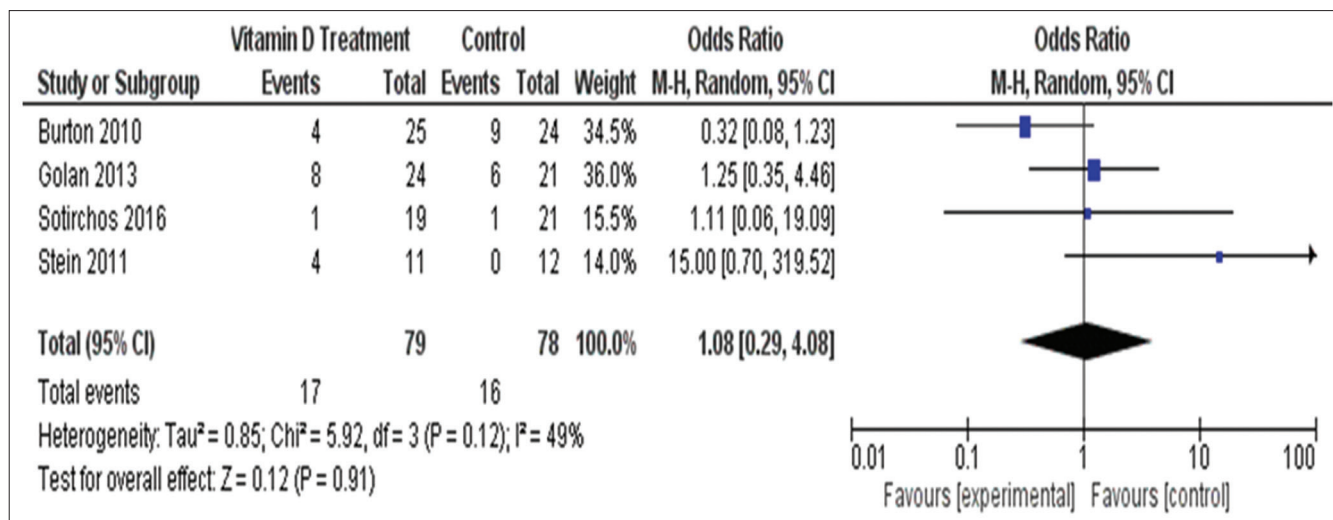 Vitamin D Treatment Control Odds Ratio Odds Ratio
Study or Subgroup Events Total Events Total Weight M-H, Random, 95% CI M-H, Random, 95% CI
Burton 2010 4 25 9 24 34.5% 0.32 [0.08, 1.23]
Golan 2013 8 24 6 21 36.0% 1.25 [0.35, 4.46]
Sotirchos 2016 1 19 1 21 15.5% 1.11 [0.06, 19.09]
Stein 2011 4 11 0 12 14.0% 15.00 [0.70, 319.52]
Total (95% CI) 79 78 100.0% 1.08 [0.29, 4.08]
Total events 17 16
Heterogeneity: Tau² = 0.85; Chi² = 5.92, df = 3 (P = 0.12); I² = 49%
Test for overall effect: Z = 0.12 (P = 0.91)
0.01 0.1 1 10 100
Favours [experimental] Favours [control]